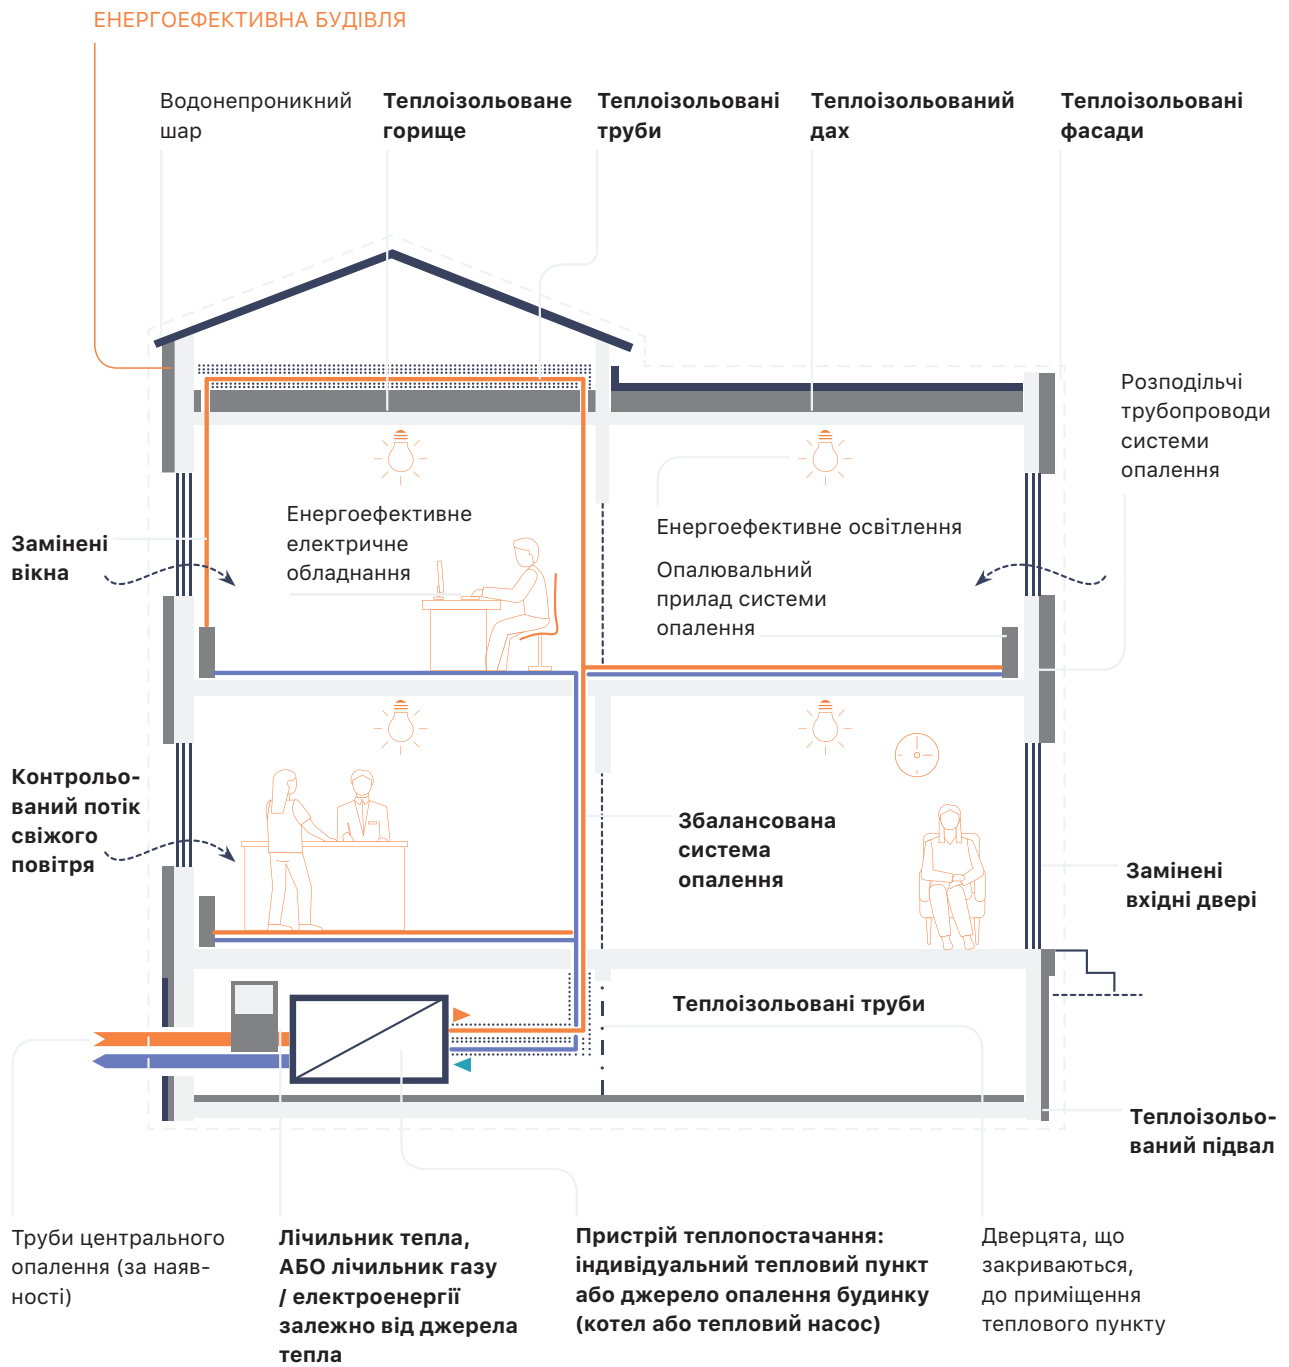 ЕНЕРГОЕФЕКТИВНА БУДІВЛЯ
Водонепроникний
шар
Теплоізольоване
горище
Теплоізольовані
труби
Теплоізольований
дах
Теплоізольовані
фасади
Розподільчі
трубопроводи
системи
опалення
Енергоефективне
електричне
обладнання
Енергоефективне освітлення
Опалювальний
прилад системи
опалення
Замінені
вікна
Контрольо-
ваний потік
свіжого
повітря
Збалансована
система
опалення
Замінені
вхідні двері
Теплоізольовані труби
Теплоізольо-
ваний підвал
Труби центрального
опалення (за наяв-
ності)
Лічильник тепла,
АБО лічильник газу
/ електроенергії
залежно від джерела
тепла
Пристрій теплопостачання:
індивідуальний тепловий пункт
або джерело опалення будинку
(котел або тепловий насос)
Дверцята, що
закриваються,
до приміщення
теплового пункту